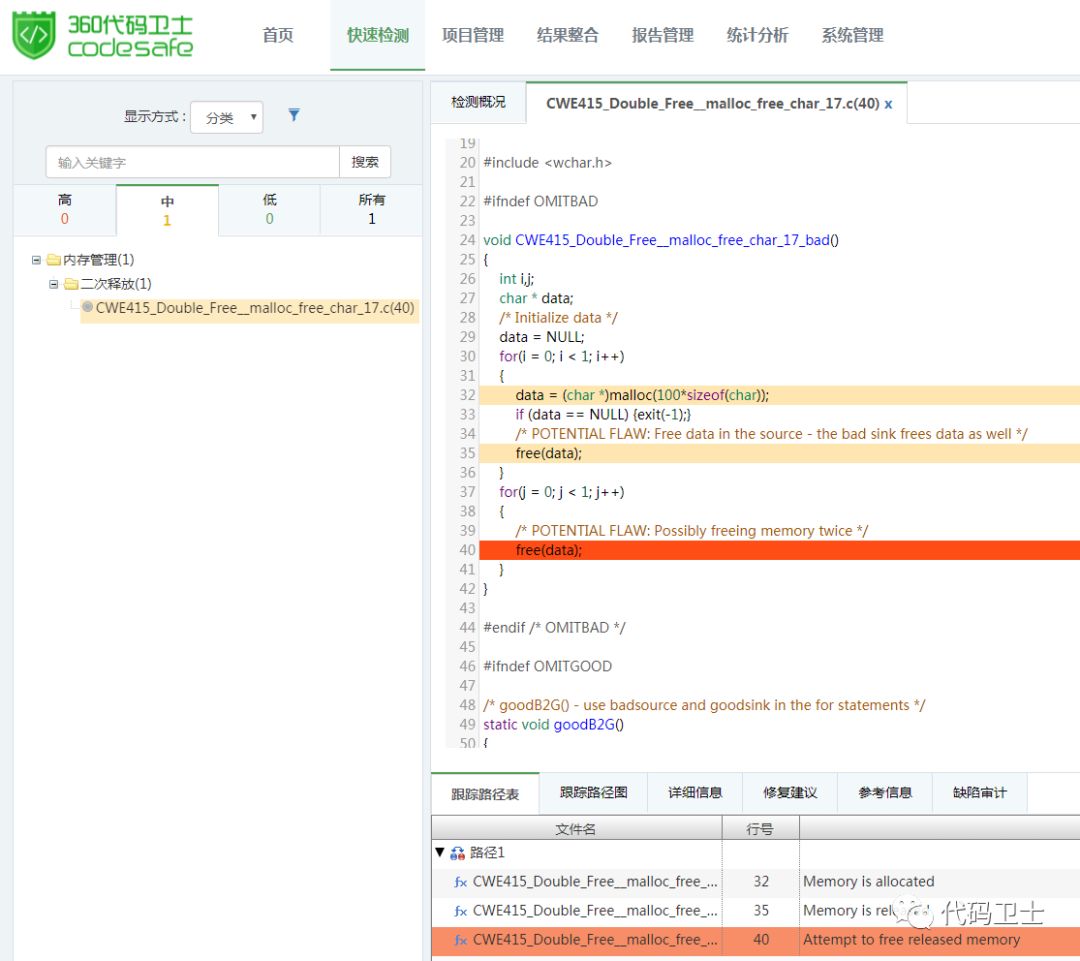 360代码卫士
codesafe
首页 快速检测 项目管理 结果整合 报告管理 统计分析 系统管理
显示方式： 分类
输入关键字 搜索
高 中 低 所有
0 1 0 1
内存管理(1)
二次释放(1)
CWE415_Double_Free__malloc_free_char_17.c(40)
检测概况 CWE415_Double_Free__malloc_free_char_17.c(40) x
19
20 #include <wchar.h>
21
22 #ifndef OMITBAD
23
24 void CWE415_Double_Free__malloc_free_char_17_bad()
25 {
26 int i,j;
27 char * data;
28 /* Initialize data */
29 data = NULL;
30 for(i = 0; i < 1; i++)
31 {
32 data = (char *)malloc(100*sizeof(char));
33 if (data == NULL) {exit(-1);}
34 /* POTENTIAL FLAW: Free data in the source - the bad sink frees data as well */
35 free(data);
36 }
37 for(j = 0; j < 1; j++)
38 {
39 /* POTENTIAL FLAW: Possibly freeing memory twice */
40 free(data);
41 }
42 }
43
44 #endif /* OMITBAD */
45
46 #ifndef OMITGOOD
47
48 /* goodB2G() - use badsource and goodsink in the for statements */
49 static void goodB2G()
50 {
跟踪路径表 跟踪路径图 详细信息 修复建议 参考信息 缺陷审计
文件名 行号
路径1
fx CWE415_Double_Free__malloc_free_... 32 Memory is allocated
fx CWE415_Double_Free__malloc_free_... 35 Memory is
代码卫士
fx CWE415_Double_Free__malloc_free_... 40 Attempt to free released memory